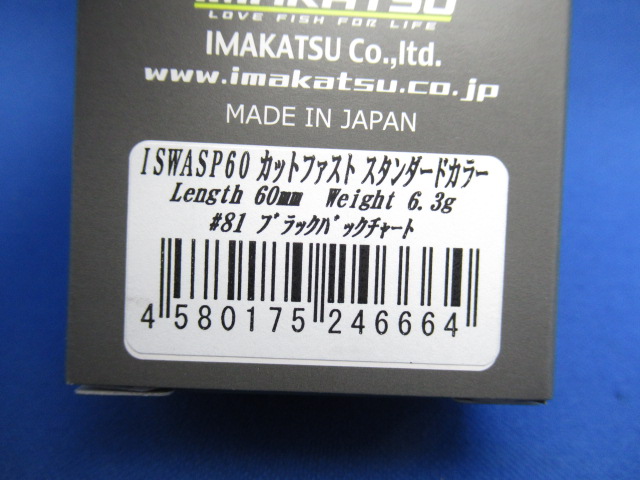 IMAKATSU
LOVE FISH FOR LIFE
IMAKATSU Co.,ltd.
www.imakatsu.co.jp
MADE IN JAPAN
ISWASP60 カットファスト スタンダードカラー
Length 60mm Weight 6.3g
#81 ブラックバックチャート
4 580175 246664